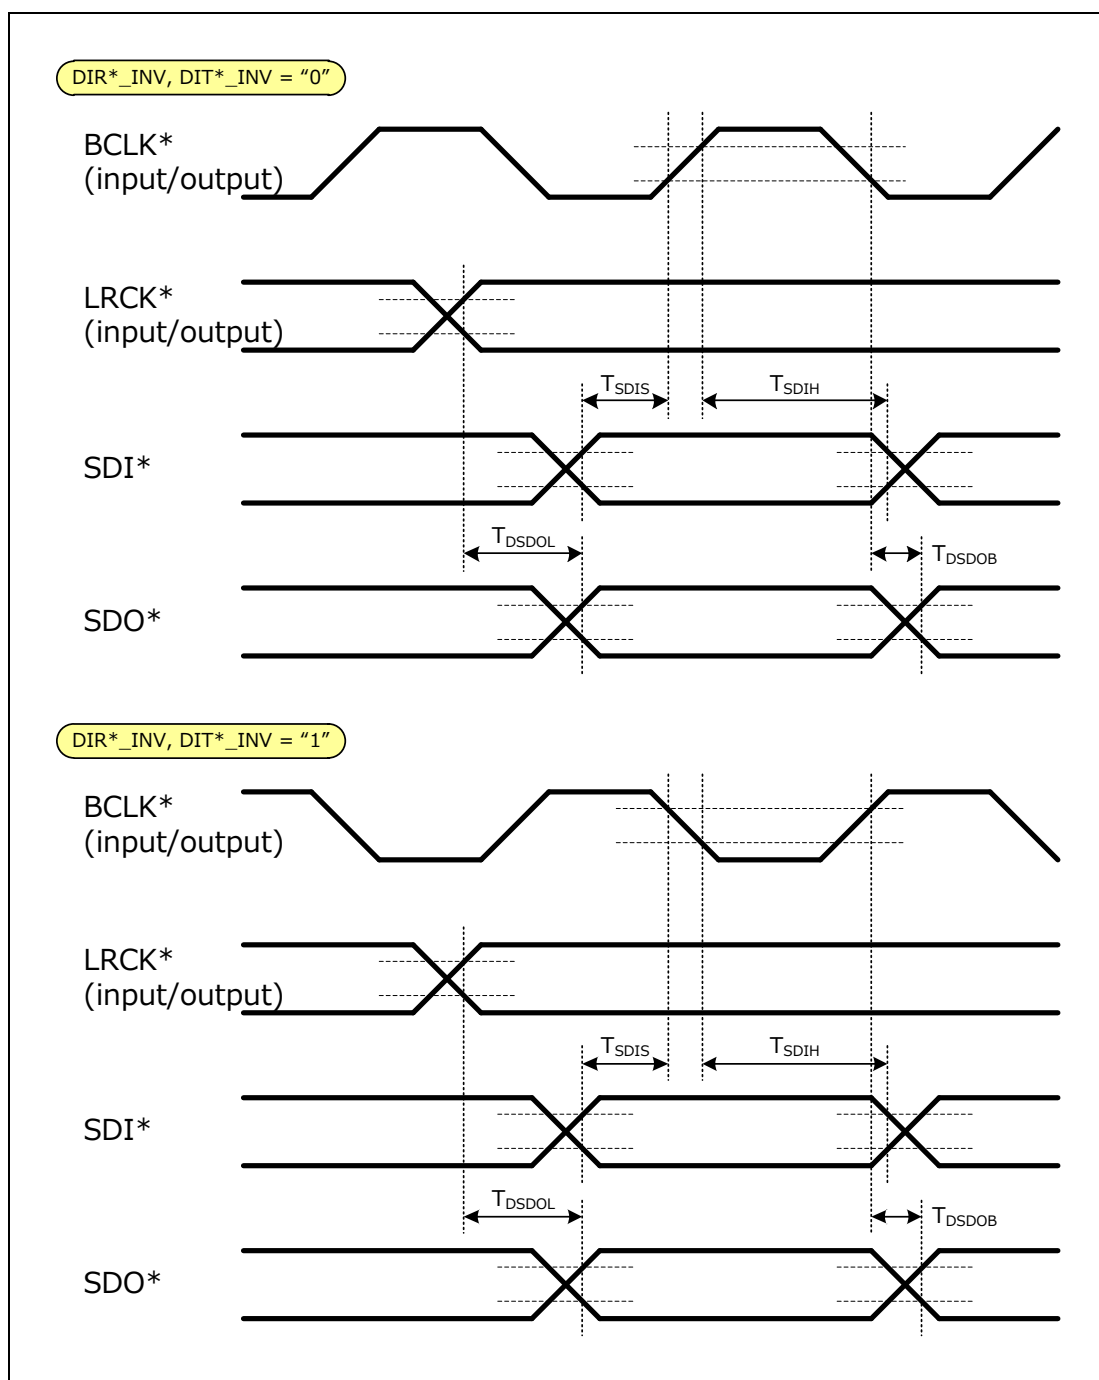 DIR*_INV, DIT*_INV = “0”
BCLK*
(input/output)
LRCK*
(input/output)
TSDIS TSDIH
SDI*
TDSDOL TDSDOB
SDO*
DIR*_INV, DIT*_INV = “1”
BCLK*
(input/output)
LRCK*
(input/output)
TSDIS TSDIH
SDI*
TDSDOL TDSDOB
SDO*